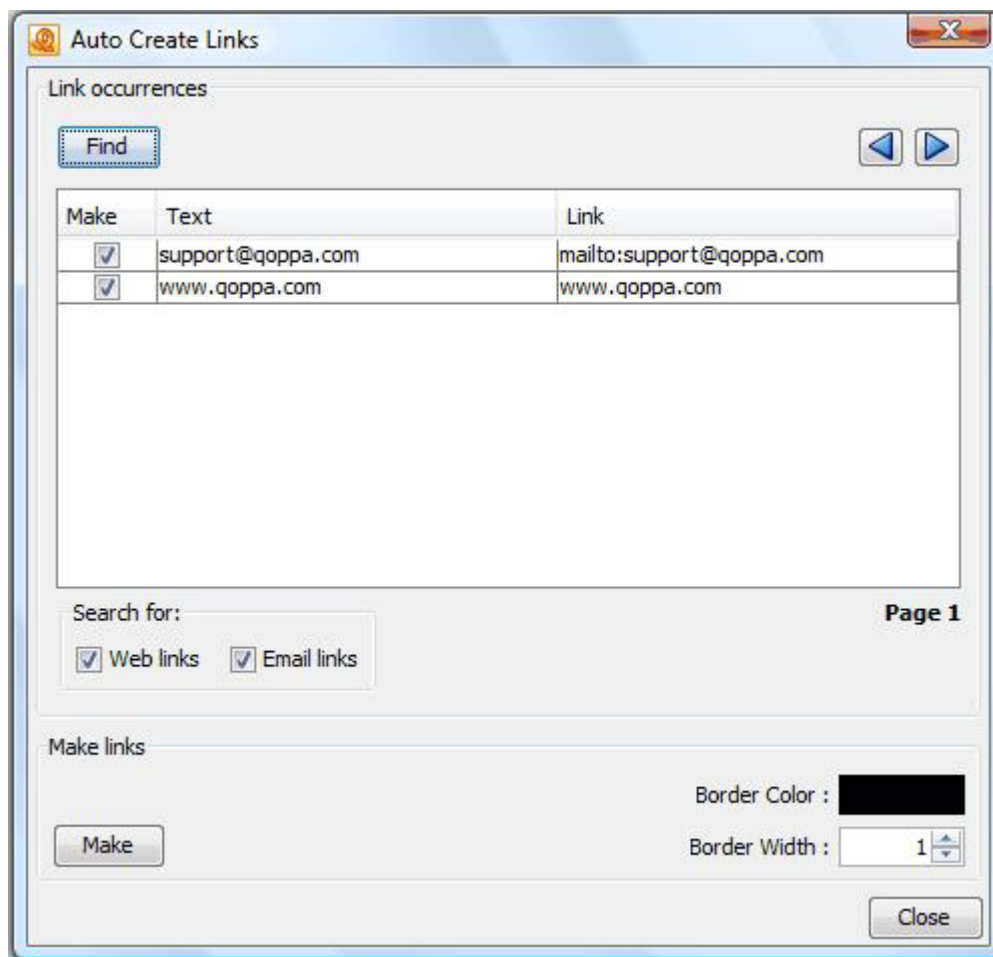 Auto Create Links
X
Link occurrences
Find
Make Text Link
support@qoppa.com mailto:support@qoppa.com
www.qoppa.com www.qoppa.com
Search for: Page 1
Web links Email links
Make links
Border Color :
Make Border Width : 1
Close